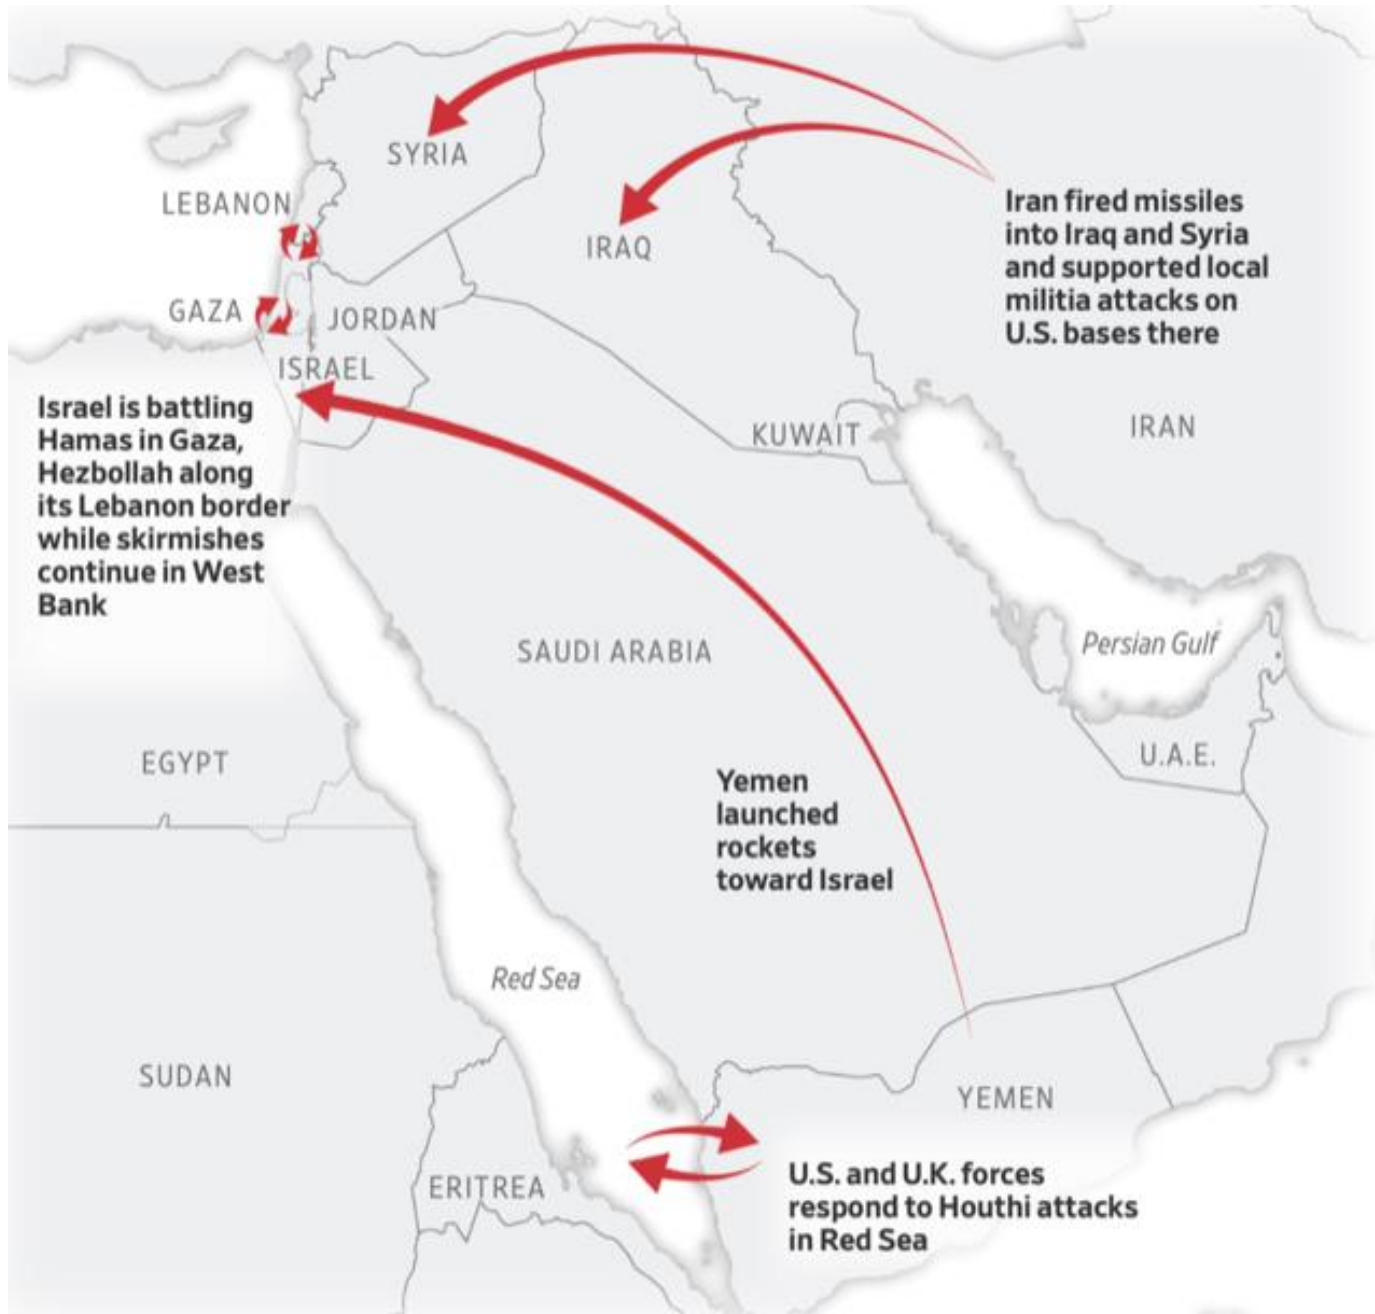 SYRIA
LEBANON
IRAQ
Iran fired missiles
into Iraq and Syria
and supported local
militia attacks on
U.S. bases there
GAZA
JORDAN
ISRAEL
Israel is battling
Hamas in Gaza,
Hezbollah along
its Lebanon border
while skirmishes
continue in West
Bank
KUWAIT
IRAN
SAUDI ARABIA
Persian Gulf
EGYPT
U.A.E.
Yemen
launched
rockets
toward Israel
Red Sea
SUDAN
YEMEN
ERITREA
U.S. and U.K. forces
respond to Houthi attacks
in Red Sea